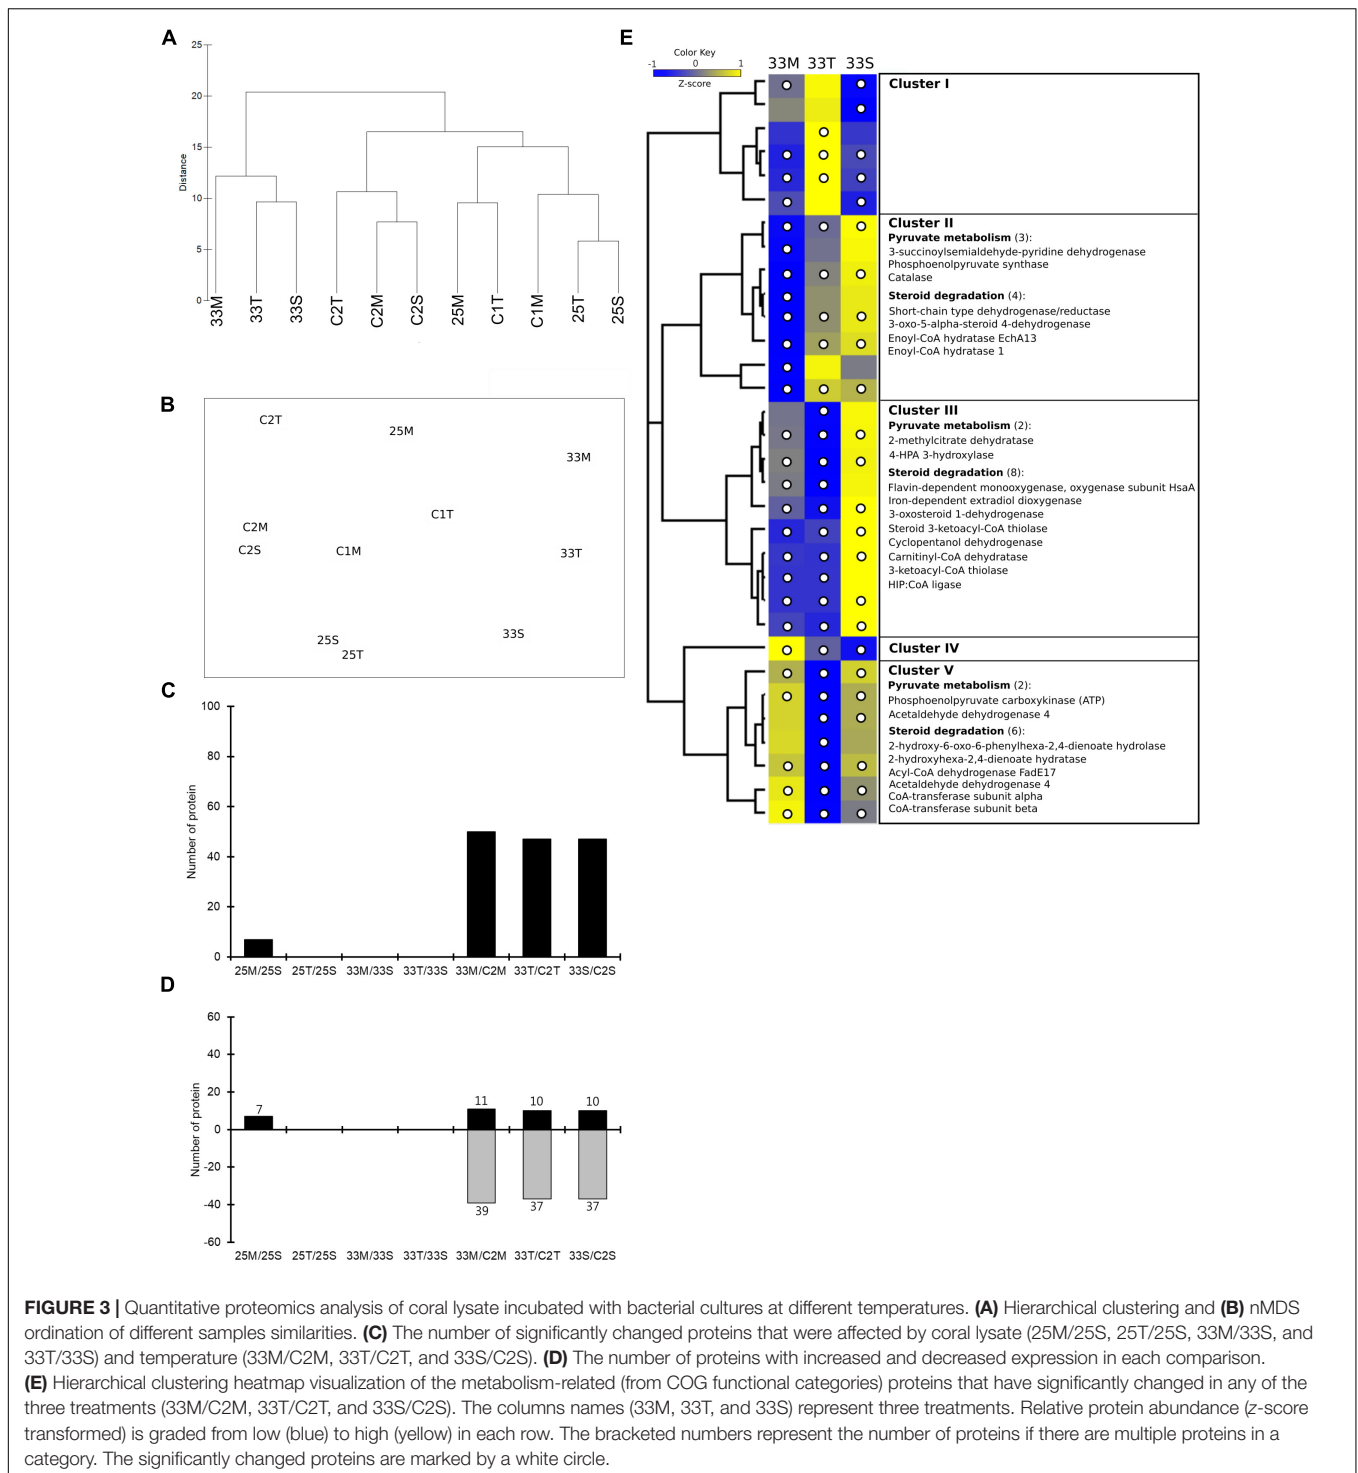 A
25
20
15
10
5
0
Distance
33M
33T
33S
C2T
C2M
C2S
25M
C1T
C1M
25T
25S
B
C2T
25M
33M
C1T
C2M
C2S
C1M
33T
25S
25T
33S
C
100
80
60
40
20
0
Number of protein
25M/25S 25T/25S 33M/33S 33T/33S 33M/C2M 33T/C2T 33S/C2S
D
60
40
20
0
-20
-40
-60
Number of protein
7
11
10
10
39
37
37
25M/25S 25T/25S 33M/33S 33T/33S 33M/C2M 33T/C2T 33S/C2S
E
Color Key
-1 0 1
Z-score
33M 33T 33S
Cluster I
Cluster II
Pyruvate metabolism (3):
3-succinoylsemialdehyde-pyridine dehydrogenase
Phosphoenolpyruvate synthase
Catalase
Steroid degradation (4):
Short-chain type dehydrogenase/reductase
3-oxo-5-alpha-steroid 4-dehydrogenase
Enoyl-CoA hydratase EchA13
Enoyl-CoA hydratase 1
Cluster III
Pyruvate metabolism (2):
2-methylcitrate dehydratase
4-HPA 3-hydroxylase
Steroid degradation (8):
Flavin-dependent monooxygenase, oxygenase subunit HsaA
Iron-dependent extradiol dioxygenase
3-oxosteroid 1-dehydrogenase
Steroid 3-ketoacyl-CoA thiolase
Cyclopentanol dehydrogenase
Carnitinyl-CoA dehydratase
3-ketoacyl-CoA thiolase
HIP:CoA ligase
Cluster IV
Cluster V
Pyruvate metabolism (2):
Phosphoenolpyruvate carboxykinase (ATP)
Acetaldehyde dehydrogenase 4
Steroid degradation (6):
2-hydroxy-6-oxo-6-phenylhexa-2,4-dienoate hydrolase
2-hydroxyhexa-2,4-dienoate hydratase
Acyl-CoA dehydrogenase FadE17
Acetaldehyde dehydrogenase 4
CoA-transferase subunit alpha
CoA-transferase subunit beta
FIGURE 3 | Quantitative proteomics analysis of coral lysate incubated with bacterial cultures at different temperatures. (A) Hierarchical clustering and (B) nMDS
ordination of different samples similarities. (C) The number of significantly changed proteins that were affected by coral lysate (25M/25S, 25T/25S, 33M/33S, and
33T/33S) and temperature (33M/C2M, 33T/C2T, and 33S/C2S). (D) The number of proteins with increased and decreased expression in each comparison.
(E) Hierarchical clustering heatmap visualization of the metabolism-related (from COG functional categories) proteins that have significantly changed in any of the
three treatments (33M/C2M, 33T/C2T, and 33S/C2S). The columns names (33M, 33T, and 33S) represent three treatments. Relative protein abundance (z-score
transformed) is graded from low (blue) to high (yellow) in each row. The bracketed numbers represent the number of proteins if there are multiple proteins in a
category. The significantly changed proteins are marked by a white circle.